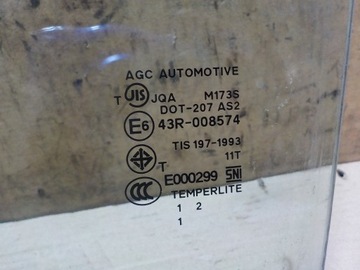 AGC AUTOMOTIVE
T JIS JQA M173S
DOT-207 AS2
E6 43R-008574
TIS 197-1993
T 11T
CCC E000299 SNI
TEMPERLITE
1 2
1